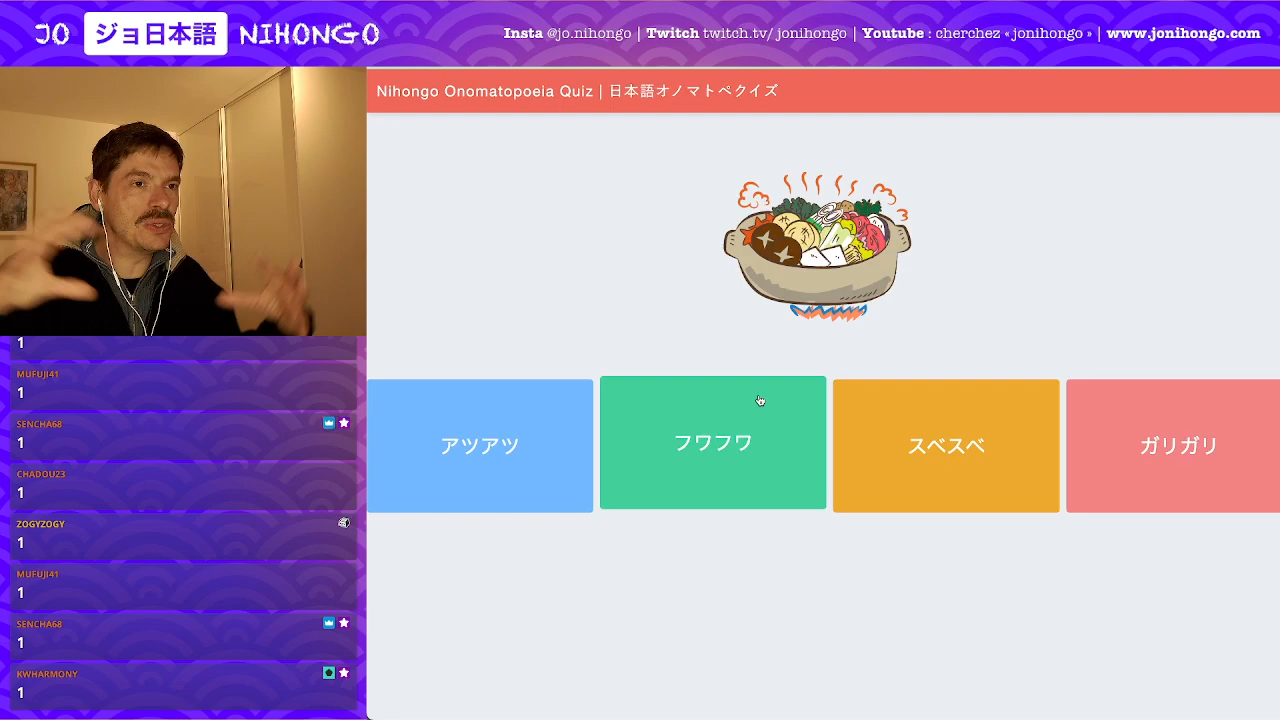 JO ジョ日本語 NIHONGO
Insta @jo.nihongo | Twitch twitch.tv/jonihongo | Youtube : cherchez « jonihongo » | www.jonihongo.com
Nihongo Onomatopoeia Quiz | 日本語オノマトペクイズ
アツアツ
フワフワ
スベスベ
ガリガリ
1
MUFUJI41
1
SENCHA68
1
CHADOU23
1
ZOGYZOGY
1
MUFUJI41
1
SENCHA68
1
KWHARMONY
1